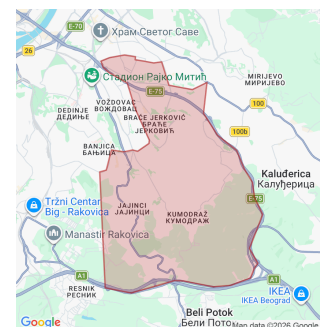 E-70
Храм Светог Саве
26
Стадион Рајко Митић
E-75
MIRIJEVO
МИРИЈЕВО
VOŽDOVAC
ВОЖДОВАЦ
100
DEDINJE
ДЕДИЊЕ
BRAĆE JERKOVIĆ
БРАЋЕ
ЈЕРКОВИЋ
100b
BANJICA
БАЊИЦА
Kaluđerica
Калуђерица
E-75
Tržni Centar
Big - Rakovica
JAJINCI
ЈАЈИНЦИ
KUMODRAŽ
КУМОДРАЖ
Manastir Rakovica
A1
RESNIK
РЕСНИК
A1
IKEA
IKEA Beograd
Beli Potok
Бели Поток
Google
Map data ©2026 Google